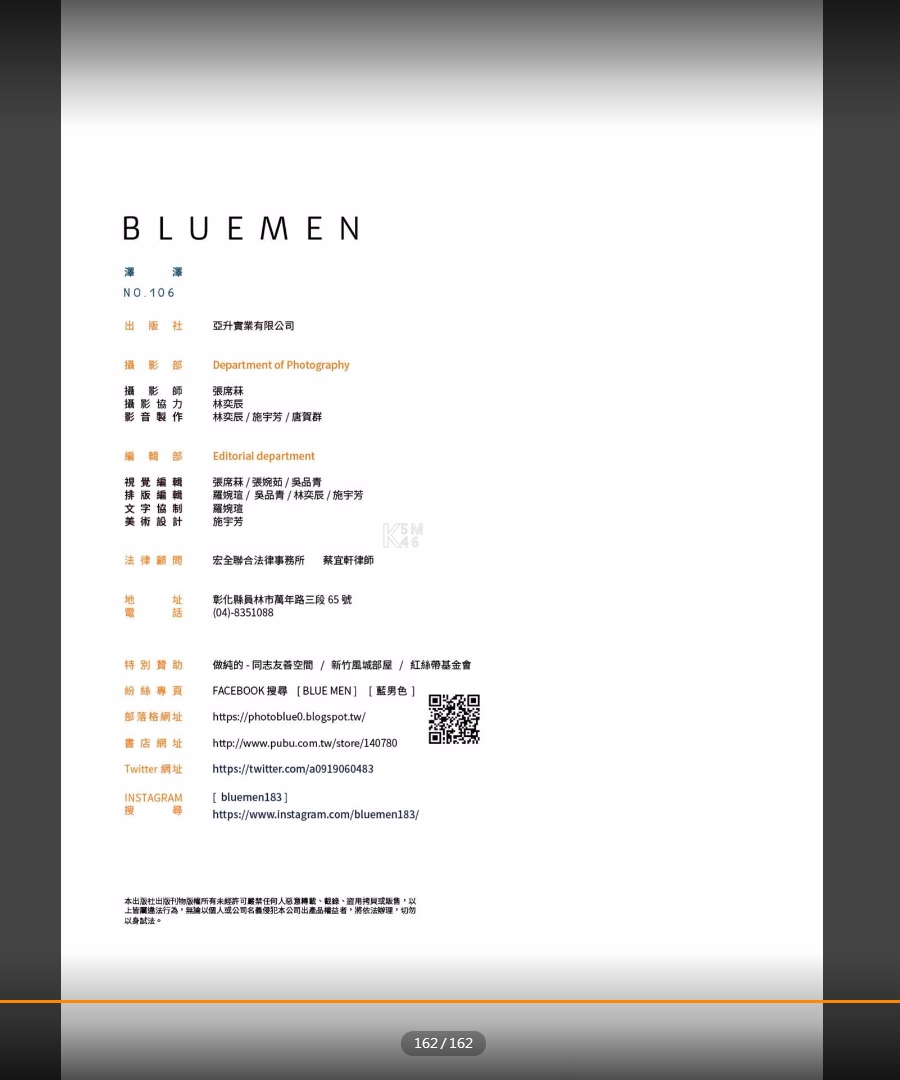 BLUEMEN
澤澤
NO.106
出版社 亞升實業有限公司
攝影部 Department of Photography
攝影師 張席菻
攝影協力 林奕辰
影音製作 林奕辰 / 施宇芳 / 唐賀群
編輯部 Editorial department
視覺編輯 張席菻 / 張婉茹 / 吳品青
排版編輯 羅婉瑄 / 吳品青 / 林奕辰 / 施宇芳
文字協制 羅婉瑄
美術設計 施宇芳
K5M46
法律顧問 宏全聯合法律事務所 蔡宜軒律師
地址 彰化縣員林市萬年路三段 65 號
電話 (04)-8351088
特別贊助 做純的 - 同志友善空間 / 新竹風城部屋 / 紅絲帶基金會
紛絲專頁 FACEBOOK 搜尋 [ BLUE MEN ] [ 藍男色 ]
部落格網址 https://photoblue0.blogspot.tw/
書店網址 http://www.pubu.com.tw/store/140780
Twitter 網址 https://twitter.com/a0919060483
INSTAGRAM [ bluemen183 ]
搜尋 https://www.instagram.com/bluemen183/
本出版社出版刊物版權所有未經許可嚴禁任何人惡意轉載、截錄、盜用拷貝或販售，以
上皆屬違法行為，無論以個人或公司名義侵犯本公司出產品權益者，將依法辦理，切勿
以身試法。
162/162